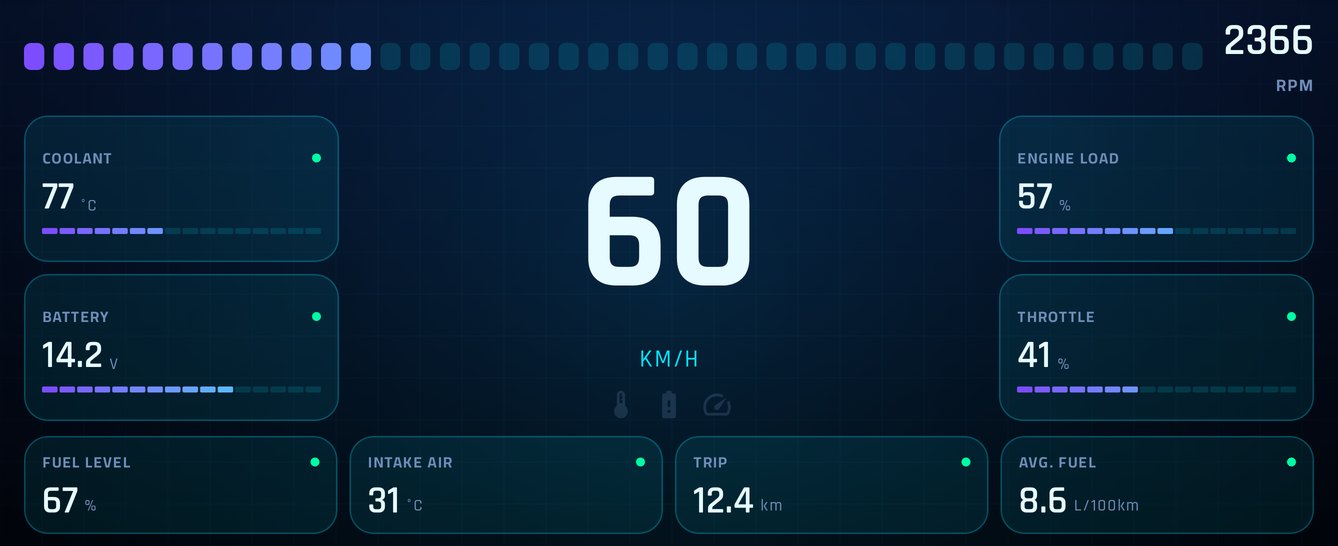 2366
RPM
COOLANT
77 °C
BATTERY
14.2 V
60
KM/H
ENGINE LOAD
57 %
THROTTLE
41 %
FUEL LEVEL
67 %
INTAKE AIR
31 °C
TRIP
12.4 km
AVG. FUEL
8.6 L/100km